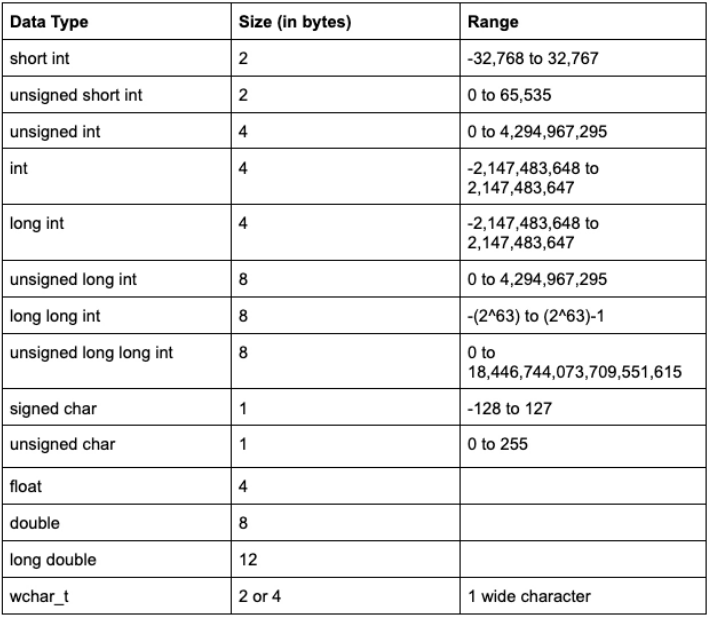 Data Type Size (in bytes) Range
short int 2 -32,768 to 32,767
unsigned short int 2 0 to 65,535
unsigned int 4 0 to 4,294,967,295
int 4 -2,147,483,648 to
2,147,483,647
long int 4 -2,147,483,648 to
2,147,483,647
unsigned long int 8 0 to 4,294,967,295
long long int 8 -(2^63) to (2^63)-1
unsigned long long int 8 0 to
18,446,744,073,709,551,615
signed char 1 -128 to 127
unsigned char 1 0 to 255
float 4
double 8
long double 12
wchar_t 2 or 4 1 wide character